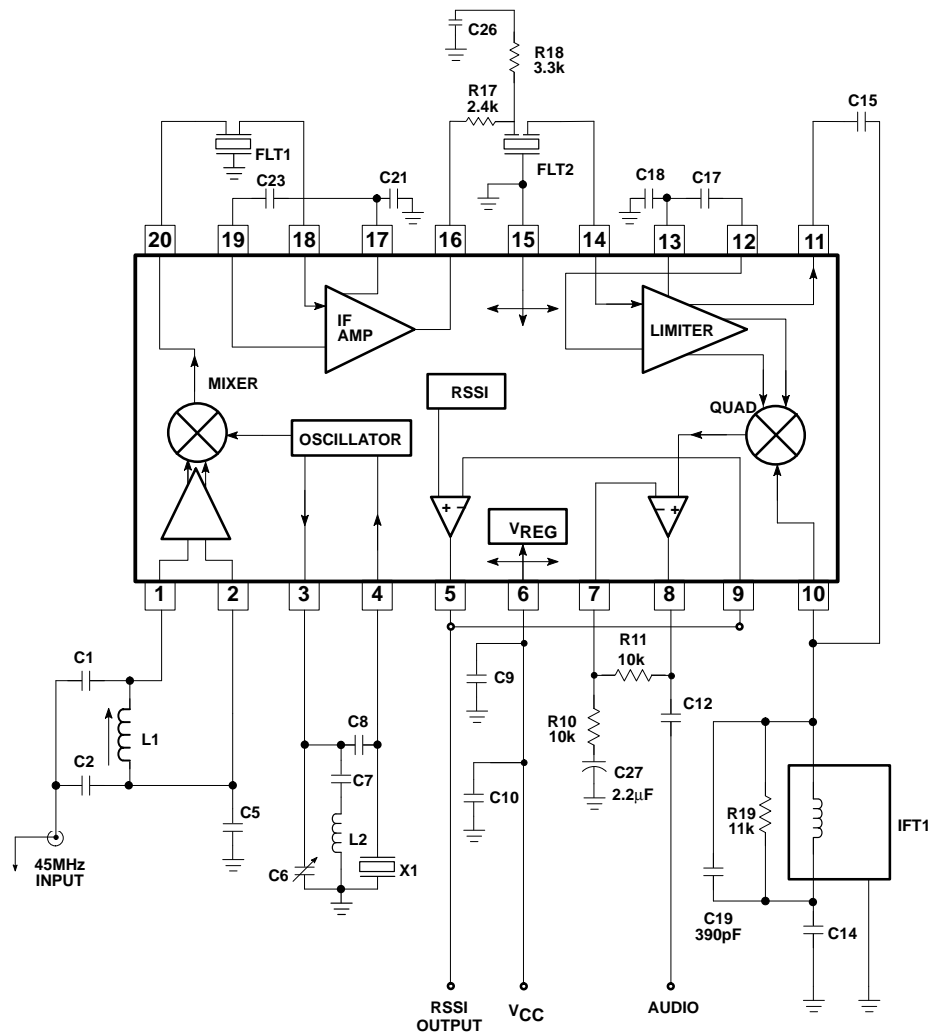 C26
R18
3.3k
R17
2.4k
C15
FLT1
FLT2
C23
C21
C18
C17
20
19
18
17
16
15
14
13
12
11
IF
AMP
LIMITER
MIXER
RSSI
QUAD
OSCILLATOR
+ −
− +
VREG
1
2
3
4
5
6
7
8
9
10
C1
L1
C2
C5
45MHz
INPUT
C8
C7
L2
C6
X1
C9
C10
R11
10k
R10
10k
C12
C27
2.2µF
R19
11k
IFT1
C19
390pF
C14
RSSI
OUTPUT
VCC
AUDIO